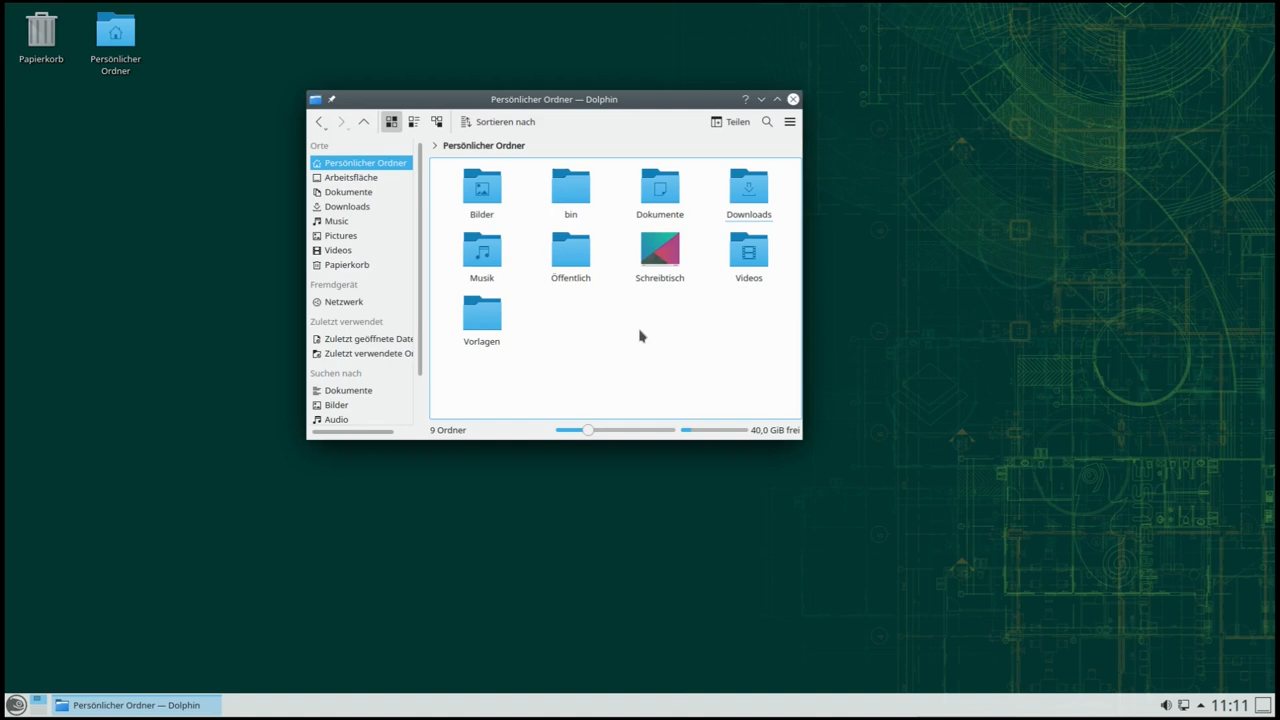 Papierkorb
Persönlicher
Ordner
Persönlicher Ordner — Dolphin
Sortieren nach
Teilen
Orte
Persönlicher Ordner
Arbeitsfläche
Dokumente
Downloads
Music
Pictures
Videos
Papierkorb
Fremdgerät
Netzwerk
Zuletzt verwendet
Zuletzt geöffnete Date
Zuletzt verwendete O
Suchen nach
Dokumente
Bilder
Audio
Persönlicher Ordner
Bilder
bin
Dokumente
Downloads
Musik
Öffentlich
Schreibtisch
Videos
Vorlagen
9 Ordner
40,0 GiB frei
Persönlicher Ordner — Dolphin
11:11